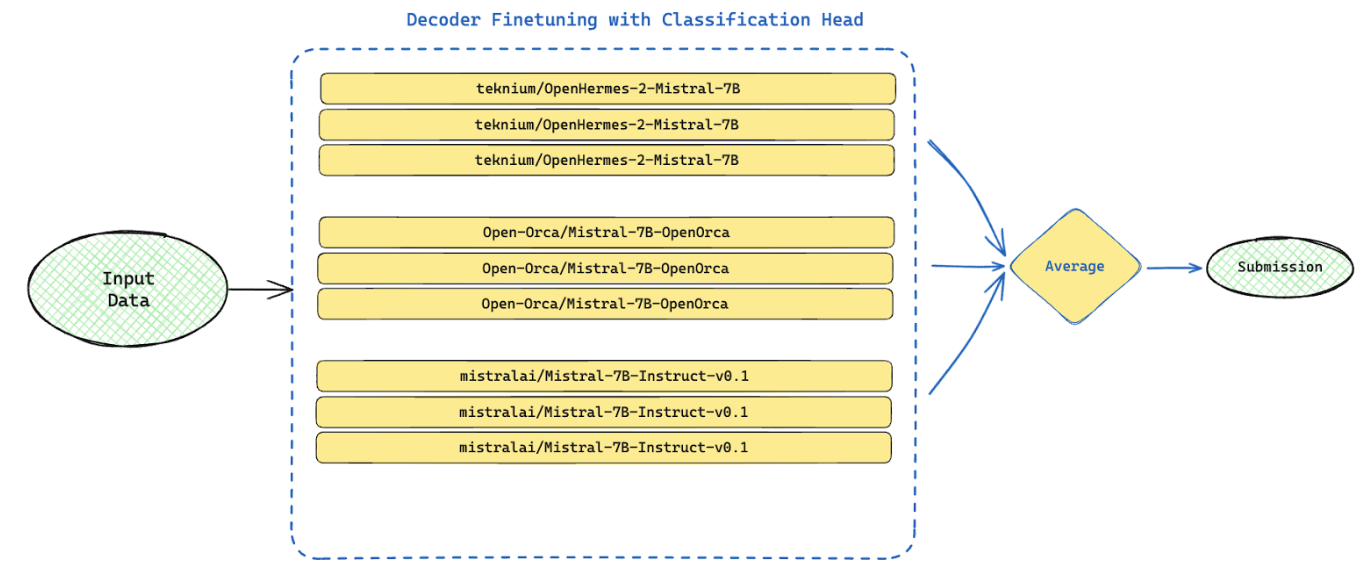 Decoder Finetuning with Classification Head
teknium/OpenHermes-2-Mistral-7B
teknium/OpenHermes-2-Mistral-7B
teknium/OpenHermes-2-Mistral-7B
Open-Orca/Mistral-7B-OpenOrca
Open-Orca/Mistral-7B-OpenOrca
Open-Orca/Mistral-7B-OpenOrca
mistralai/Mistral-7B-Instruct-v0.1
mistralai/Mistral-7B-Instruct-v0.1
mistralai/Mistral-7B-Instruct-v0.1
Input
Data
Average
Submission